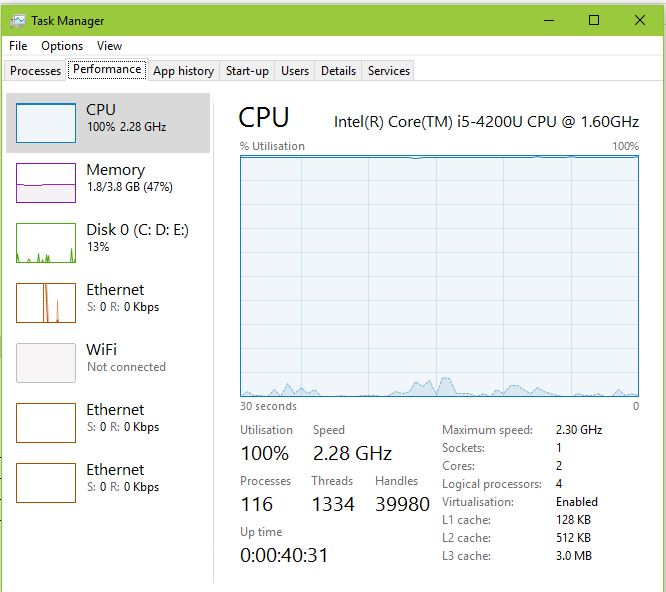 Task Manager
File Options View
Processes Performance App history Start-up Users Details Services
CPU
100% 2.28 GHz
Memory
1.8/3.8 GB (47%)
Disk 0 (C: D: E:)
13%
Ethernet
S: 0 R: 0 Kbps
WiFi
Not connected
Ethernet
S: 0 R: 0 Kbps
Ethernet
S: 0 R: 0 Kbps
CPU Intel(R) Core(TM) i5-4200U CPU @ 1.60GHz
% Utilisation 100%
30 seconds 0
Utilisation Speed
100% 2.28 GHz
Processes Threads Handles
116 1334 39980
Up time
0:00:40:31
Maximum speed: 2.30 GHz
Sockets: 1
Cores: 2
Logical processors: 4
Virtualisation: Enabled
L1 cache: 128 KB
L2 cache: 512 KB
L3 cache: 3.0 MB